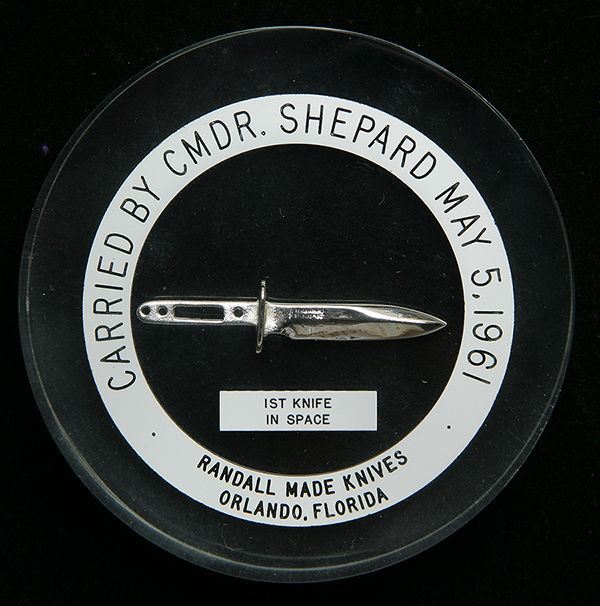 CARRIED BY CMDR. SHEPARD MAY 5, 1961
1ST KNIFE
IN SPACE
RANDALL MADE KNIVES
ORLANDO, FLORIDA